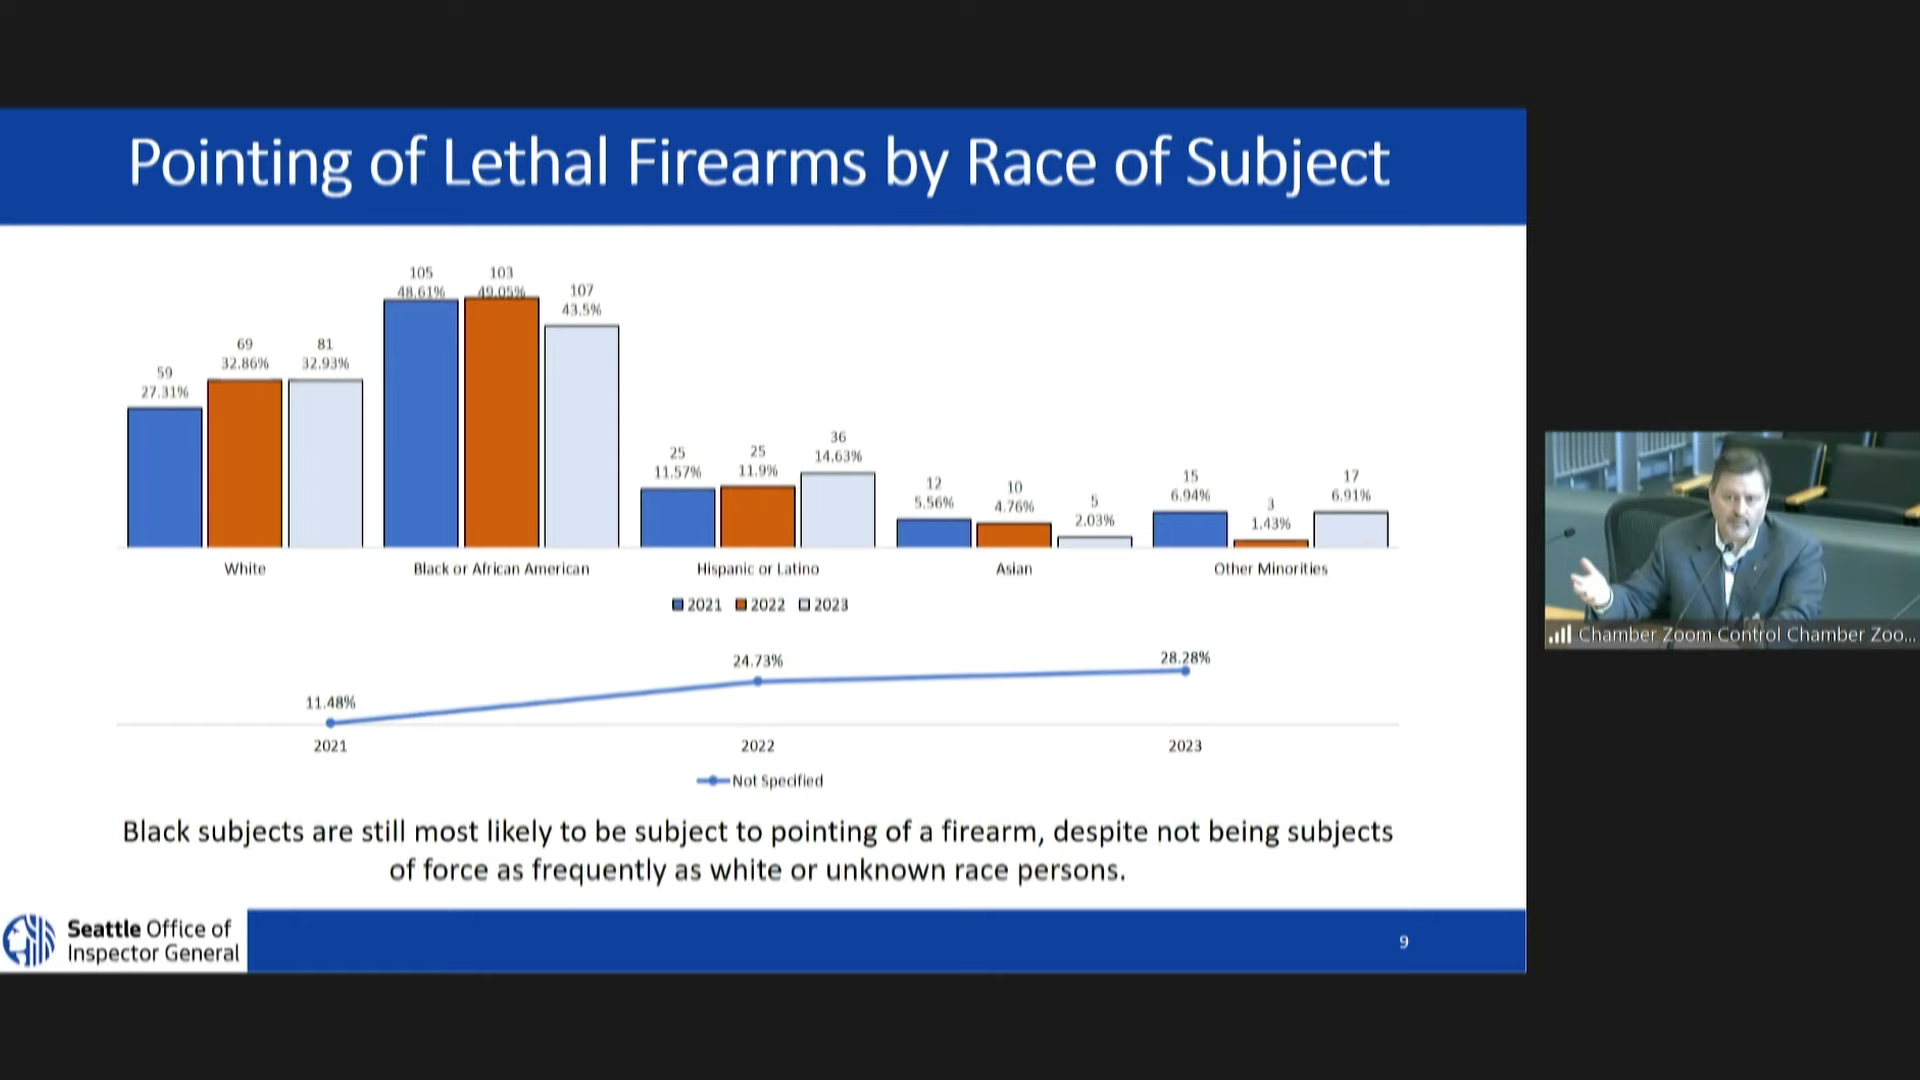 Pointing of Lethal Firearms by Race of Subject
105
48.61%
103
49.05%
107
43.5%
59
27.31%
69
32.86%
81
32.93%
25
11.57%
25
11.9%
36
14.63%
12
5.56%
10
4.76%
5
2.03%
15
6.94%
3
1.43%
17
6.91%
White
Black or African American
Hispanic or Latino
Asian
Other Minorities
2021 2022 2023
11.48%
24.73%
28.28%
2021
2022
2023
Not Specified
Black subjects are still most likely to be subject to pointing of a firearm, despite not being subjects
of force as frequently as white or unknown race persons.
Seattle Office of
Inspector General
9
Chamber Zoom Control Chamber Zoo...